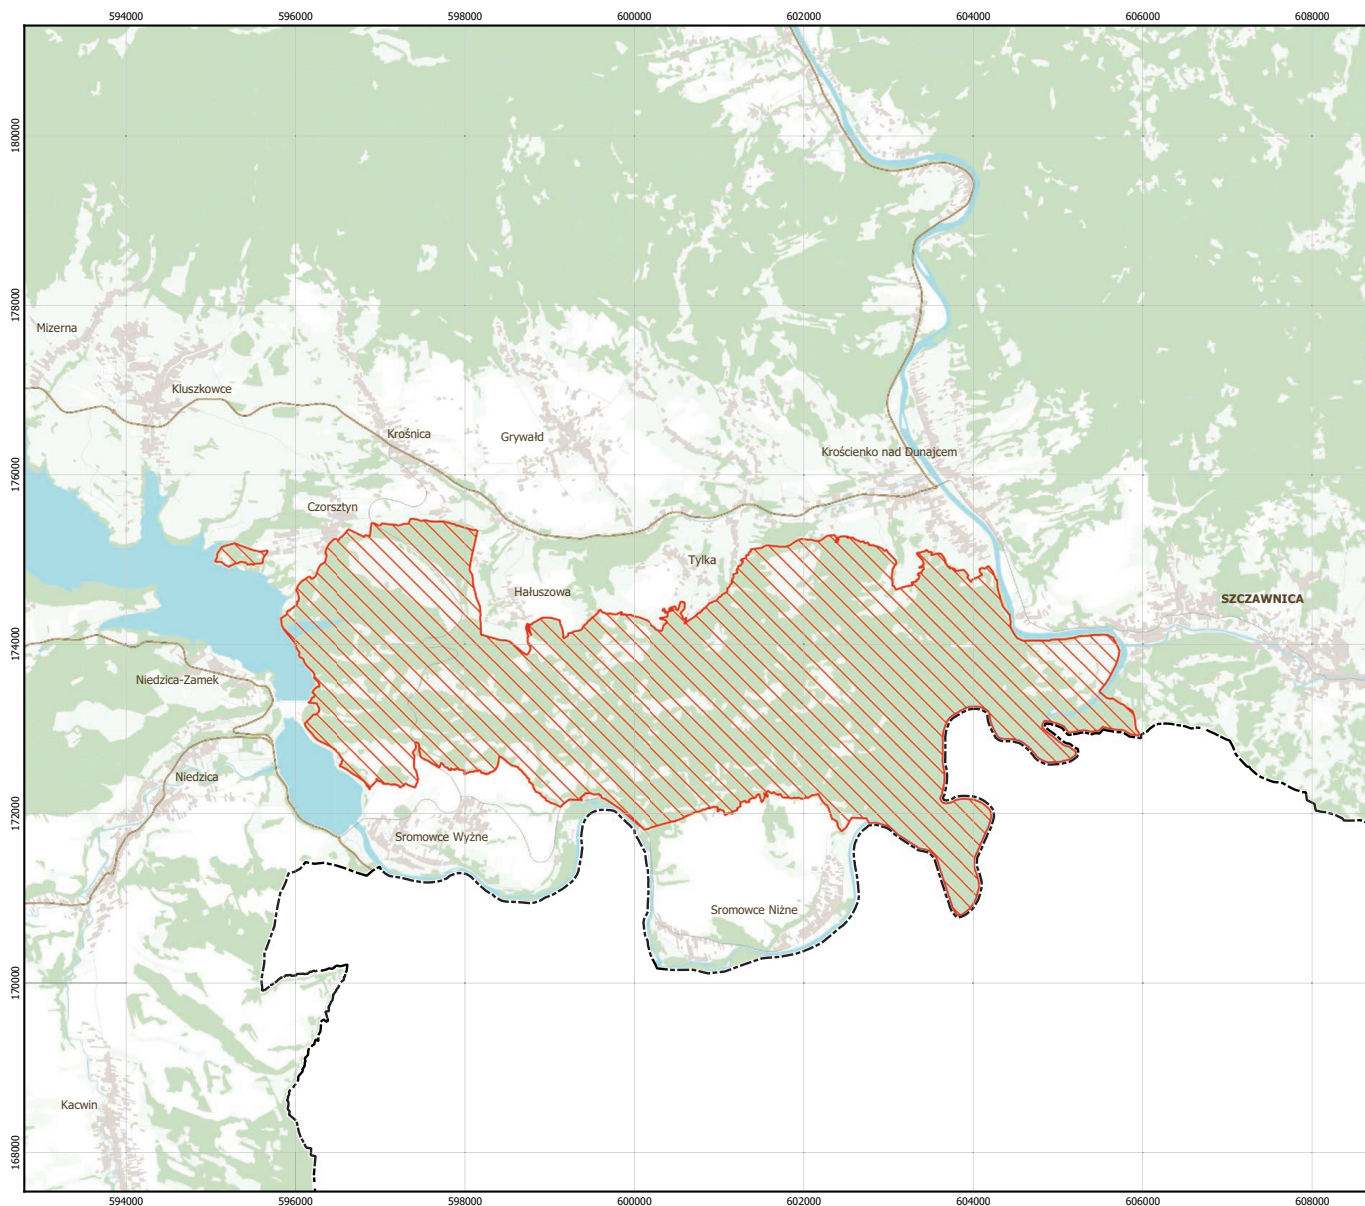 594000 596000 598000 600000 602000 604000 606000 608000
180000
178000
Mizerna
Kluszkowce
Krośnica
Grywałd
Krościenko nad Dunajcem
176000
Czorsztyn
Tylka
Hałuszowa
SZCZAWNICA
174000
Niedzica-Zamek
Niedzica
172000
Sromowce Wyżne
Sromowce Niżne
170000
Kacwin
168000
594000 596000 598000 600000 602000 604000 606000 608000